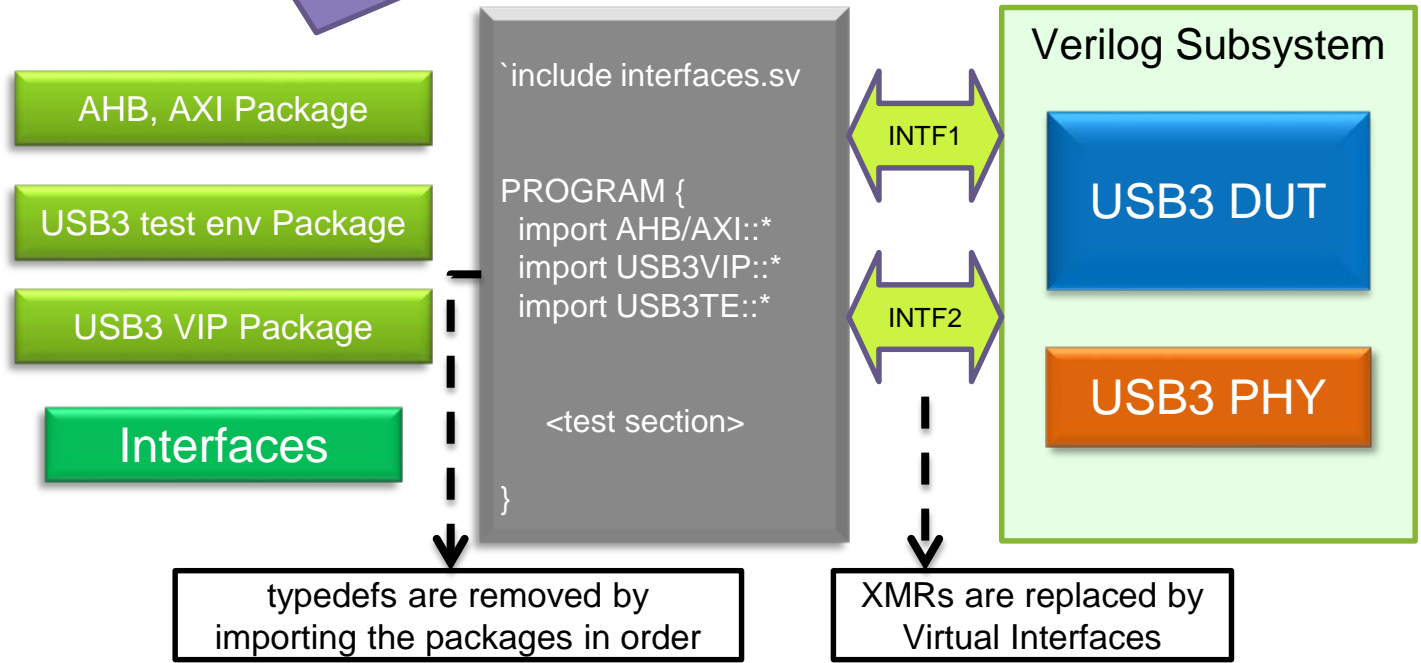 AHB, AXI Package
USB3 test env Package
USB3 VIP Package
Interfaces
`include interfaces.sv
PROGRAM {
import AHB/AXI::*
import USB3VIP::*
import USB3TE::*
<test section>
}
INTF1
INTF2
Verilog Subsystem
USB3 DUT
USB3 PHY
typedefs are removed by
importing the packages in order
XMRs are replaced by
Virtual Interfaces